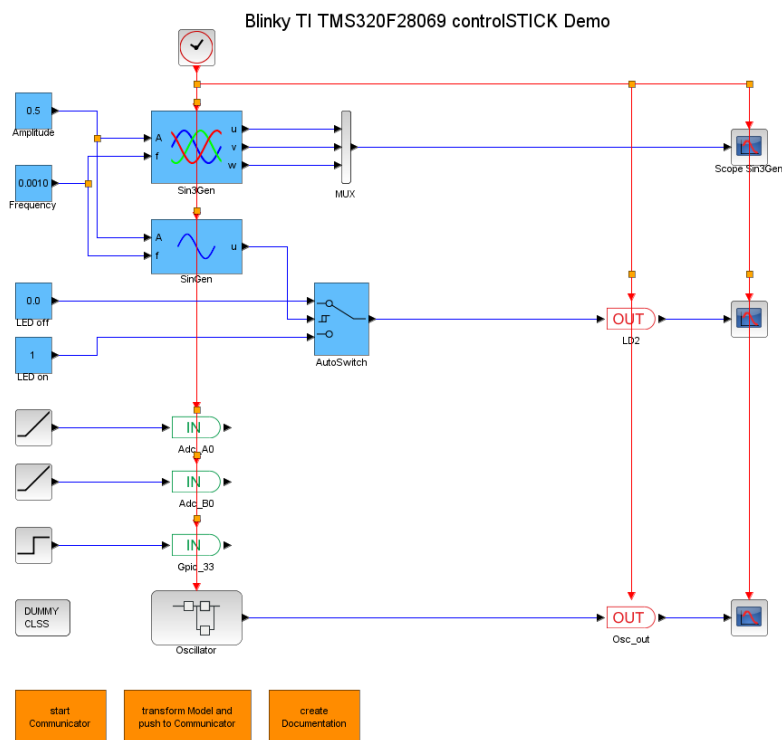 Blinky TI TMS320F28069 controlSTICK Demo
0.5
Amplitude
A
f
u
v
w
Sin3Gen
MUX
Scope Sin3Gen
0.0010
Frequency
A
f
u
SinGen
0.0
LED off
1
LED on
AutoSwitch
OUT
LD2
IN
Adc_A0
IN
Adc_B0
IN
Gpio_33
DUMMY
CLSS
Oscillator
OUT
Osc_out
start
Communicator
transform Model and
push to Communicator
create
Documentation